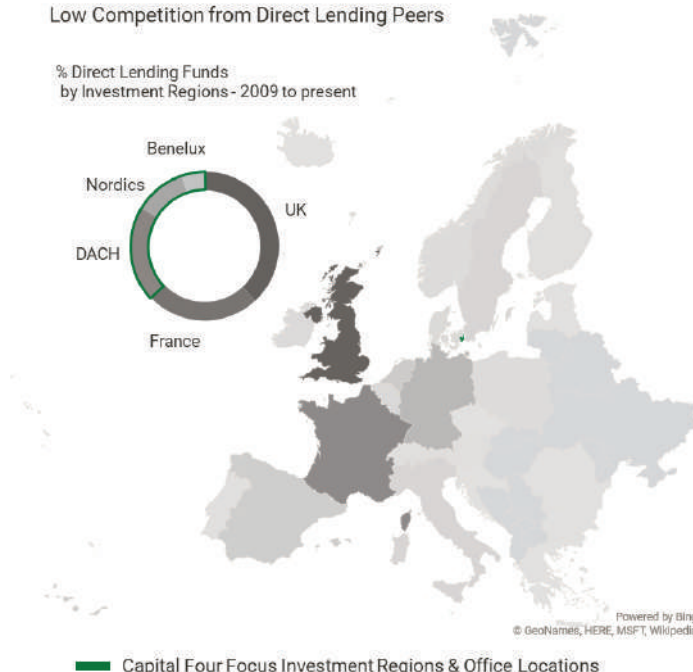 Low Competition from Direct Lending Peers
% Direct Lending Funds
by Investment Regions - 2009 to present
Benelux
Nordics
UK
DACH
France
Powered by Bing
© GeoNames, HERE, MSFT, Wikipedia
Capital Four Focus Investment Regions & Office Locations